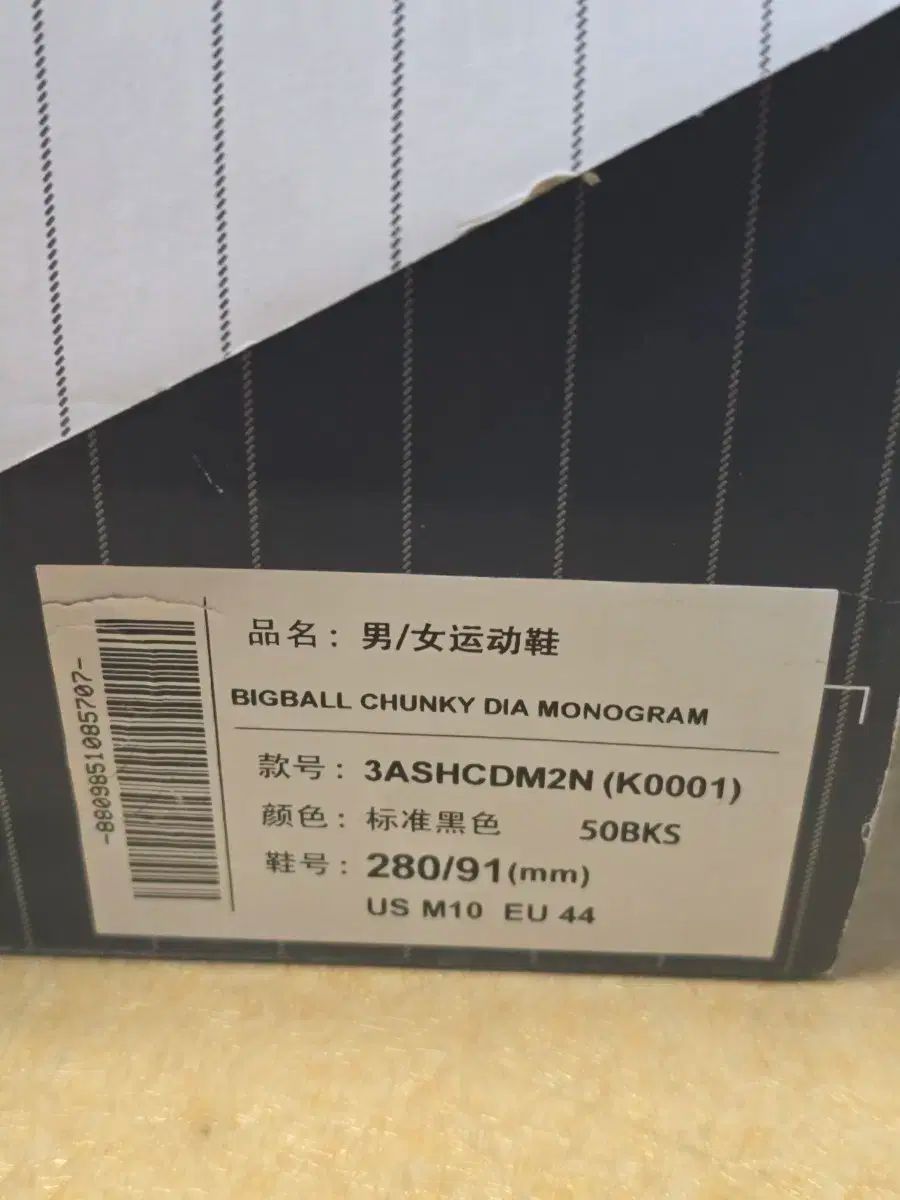 品名：男/女运动鞋
BIGBALL CHUNKY DIA MONOGRAM
款号：3ASHCDM2N (K0001)
颜色：标准黑色 50BKS
鞋号：280/91(mm)
US M10 EU 44
-8809851085707-